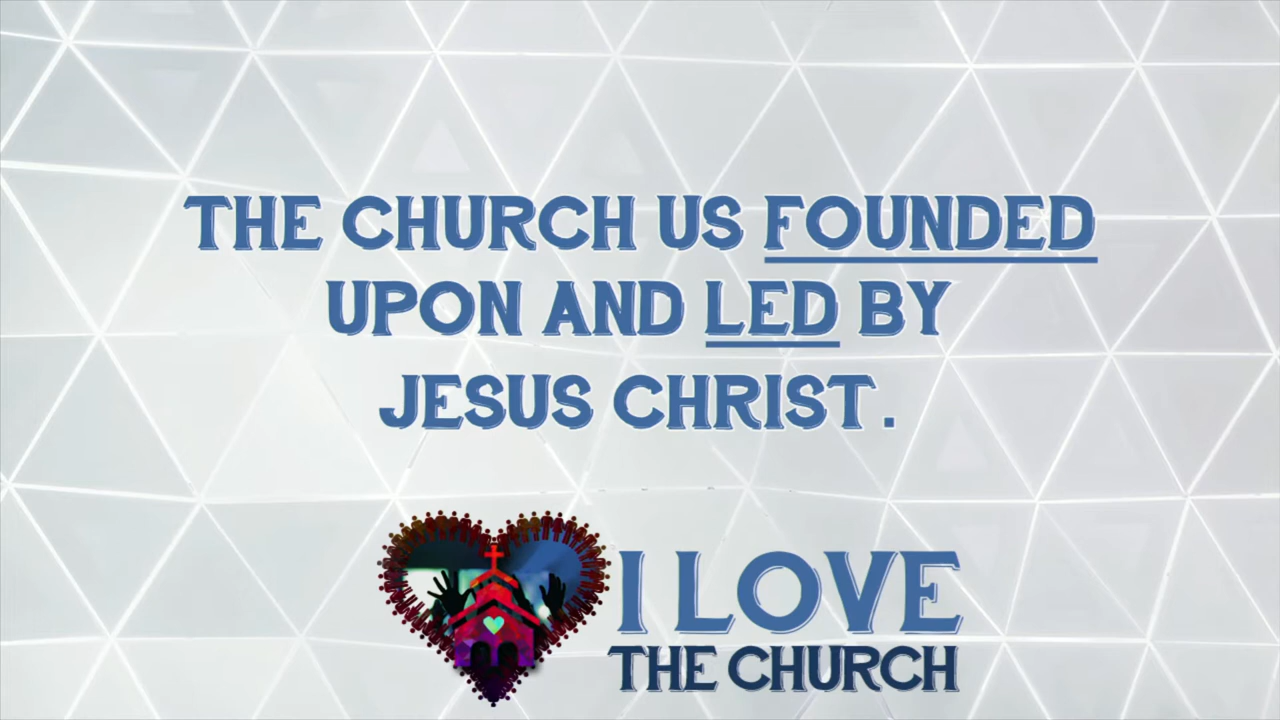 THE CHURCH US FOUNDED
UPON AND LED BY
JESUS CHRIST.
I LOVE
THE CHURCH